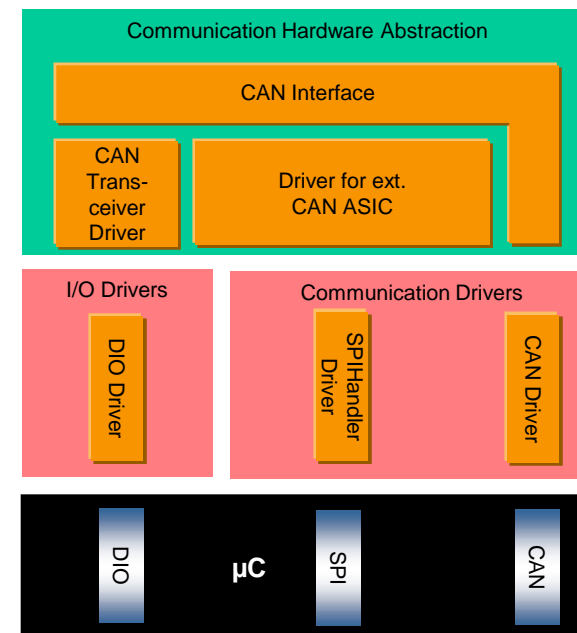 Communication Hardware Abstraction
CAN Interface
CAN
Trans-
ceiver
Driver
Driver for ext.
CAN ASIC
I/O Drivers
Communication Drivers
DIO Driver
SPIHandler
Driver
CAN Driver
DIO
µC
SPI
CAN